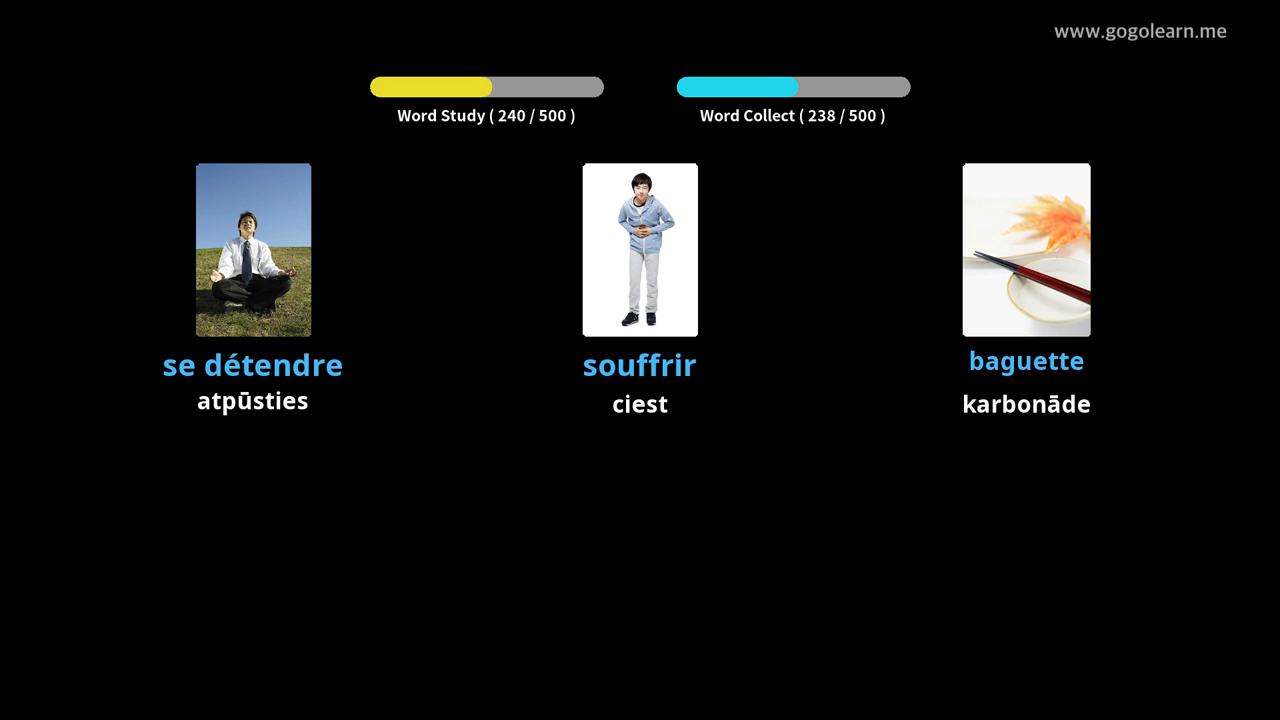 www.gogolearn.me
Word Study ( 240 / 500 )
Word Collect ( 238 / 500 )
se détendre
atpūsties
souffrir
ciest
baguette
karbonāde